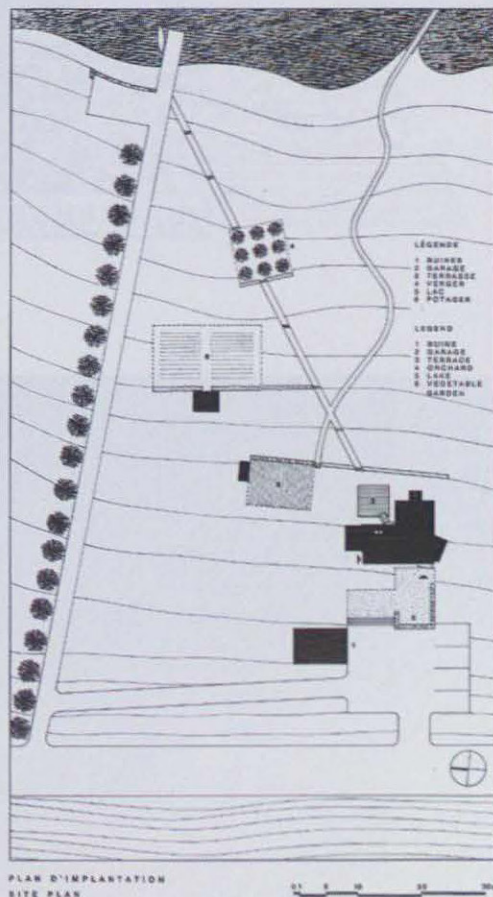 LÉGENDE
1 RUINES
2 GARAGE
3 TERRASSE
4 VERGER
5 LAC
6 POTAGER
LEGEND
1 RUINS
2 GARAGE
3 TERRACE
4 ORCHARD
5 LAKE
6 VEGETABLE
GARDEN
PLAN D'IMPLANTATION
SITE PLAN